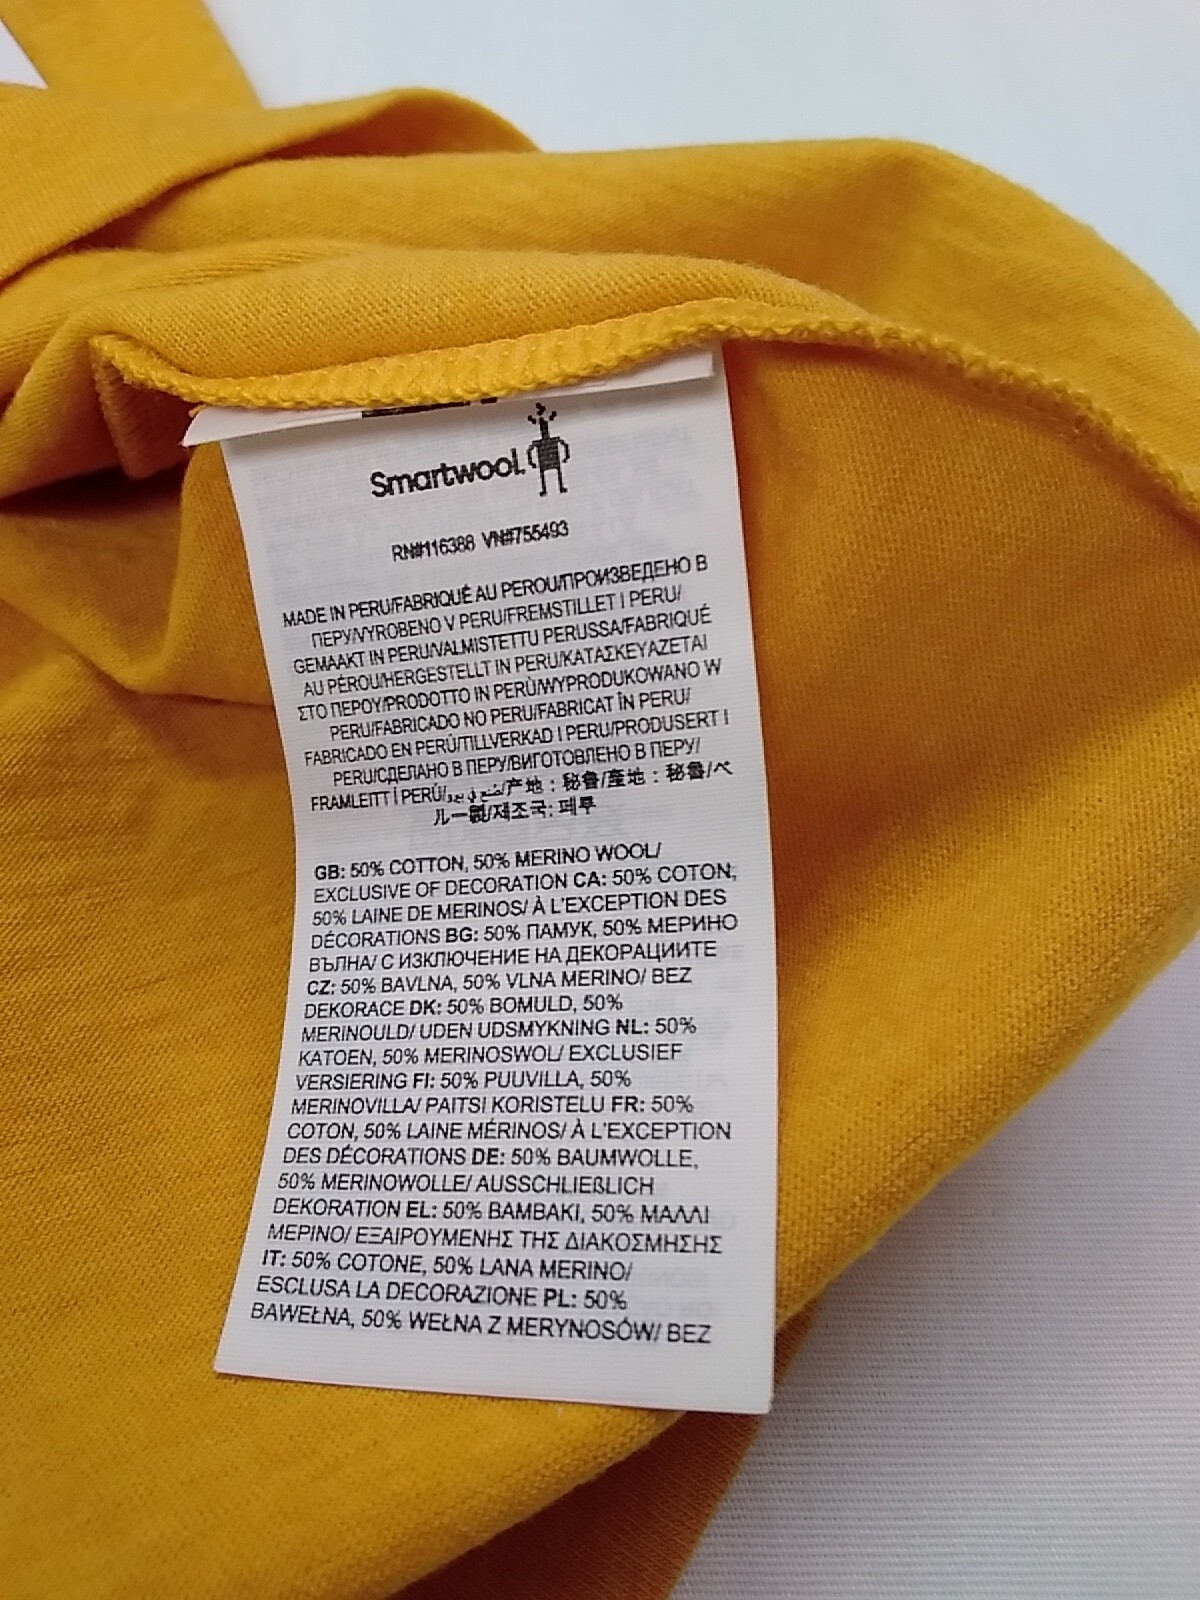 Smartwool.
RN#116388 VN#755493
MADE IN PERU/FABRIQUÉ AU PEROU/ПРОИЗВЕДЕНО В
ПЕРУ/VYROBENO V PERU/FREMSTILLET I PERU/
GEMAAKT IN PERU/VALMISTETTU PERUSSA/FABRIQUÉ
AU PÉROU/HERGESTELLT IN PERU/ΚΑΤΑΣΚΕΥΑΖΕΤΑΙ
ΣΤΟ ΠΕΡΟΥ/PRODOTTO IN PERÙ/WYPRODUKOWANO W
PERU/FABRICADO NO PERU/FABRICAT ÎN PERU/
FABRICADO EN PERÚ/TILLVERKAD I PERU/PRODUSERT I
PERU/СДЕЛАНО В ПЕРУ/ВИГОТОВЛЕНО В ПЕРУ/
FRAMLEITT Í PERÚ/صنع في بيرو/产地：秘鲁/產地：秘魯/ペ
ルー製/제조국: 페루
GB: 50% COTTON, 50% MERINO WOOL/
EXCLUSIVE OF DECORATION CA: 50% COTON,
50% LAINE DE MERINOS/ À L'EXCEPTION DES
DÉCORATIONS BG: 50% ПАМУК, 50% МЕРИНО
ВЪЛНА/ С ИЗКЛЮЧЕНИЕ НА ДЕКОРАЦИИТЕ
CZ: 50% BAVLNA, 50% VLNA MERINO/ BEZ
DEKORACE DK: 50% BOMULD, 50%
MERINOULD/ UDEN UDSMYKNING NL: 50%
KATOEN, 50% MERINOSWOL/ EXCLUSIEF
VERSIERING FI: 50% PUUVILLA, 50%
MERINOVILLA/ PAITSI KORISTELU FR: 50%
COTON, 50% LAINE MÉRINOS/ À L'EXCEPTION
DES DÉCORATIONS DE: 50% BAUMWOLLE,
50% MERINOWOLLE/ AUSSCHLIEßLICH
DEKORATION EL: 50% ΒΑΜΒΑΚΙ, 50% ΜΑΛΛΙ
ΜΕΡΙΝΟ/ ΕΞΑΙΡΟΥΜΕΝΗΣ ΤΗΣ ΔΙΑΚΟΣΜΗΣΗΣ
IT: 50% COTONE, 50% LANA MERINO/
ESCLUSA LA DECORAZIONE PL: 50%
BAWEŁNA, 50% WEŁNA Z MERYNOSÓW/ BEZ